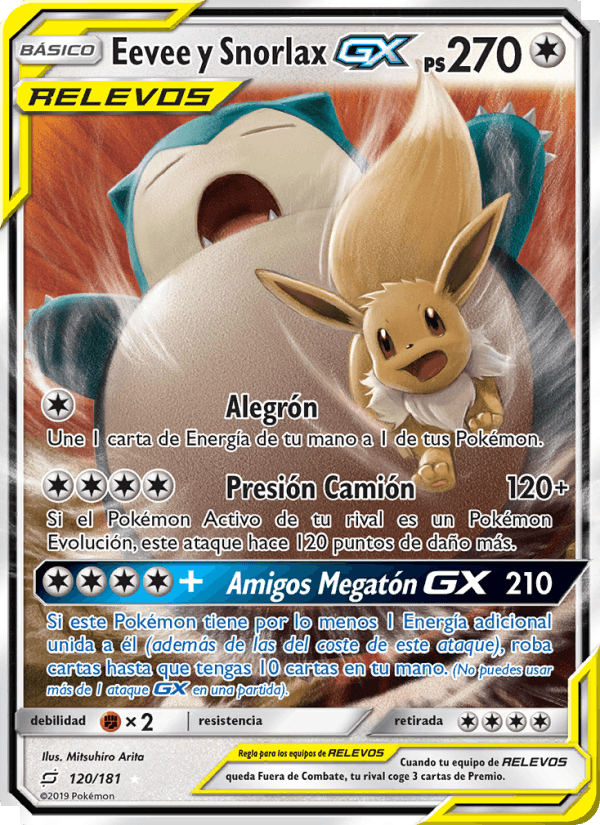 BÁSICO Eevee y Snorlax GX PS270
RELEVOS
Alegrón
Une 1 carta de Energía de tu mano a 1 de tus Pokémon.
Presión Camión 120+
Si el Pokémon Activo de tu rival es un Pokémon
Evolución, este ataque hace 120 puntos de daño más.
+ Amigos Megatón GX 210
Si este Pokémon tiene por lo menos 1 Energía adicional
unida a él (además de las del coste de este ataque), roba
cartas hasta que tengas 10 cartas en tu mano. (No puedes usar
más de 1 ataque GX en una partida).
debilidad ×2 resistencia retirada
Ilus. Mitsuhiro Arita
120/181
©2019 Pokémon
Regla para los equipos de RELEVOS
Cuando tu equipo de RELEVOS
queda Fuera de Combate, tu rival coge 3 cartas de Premio.